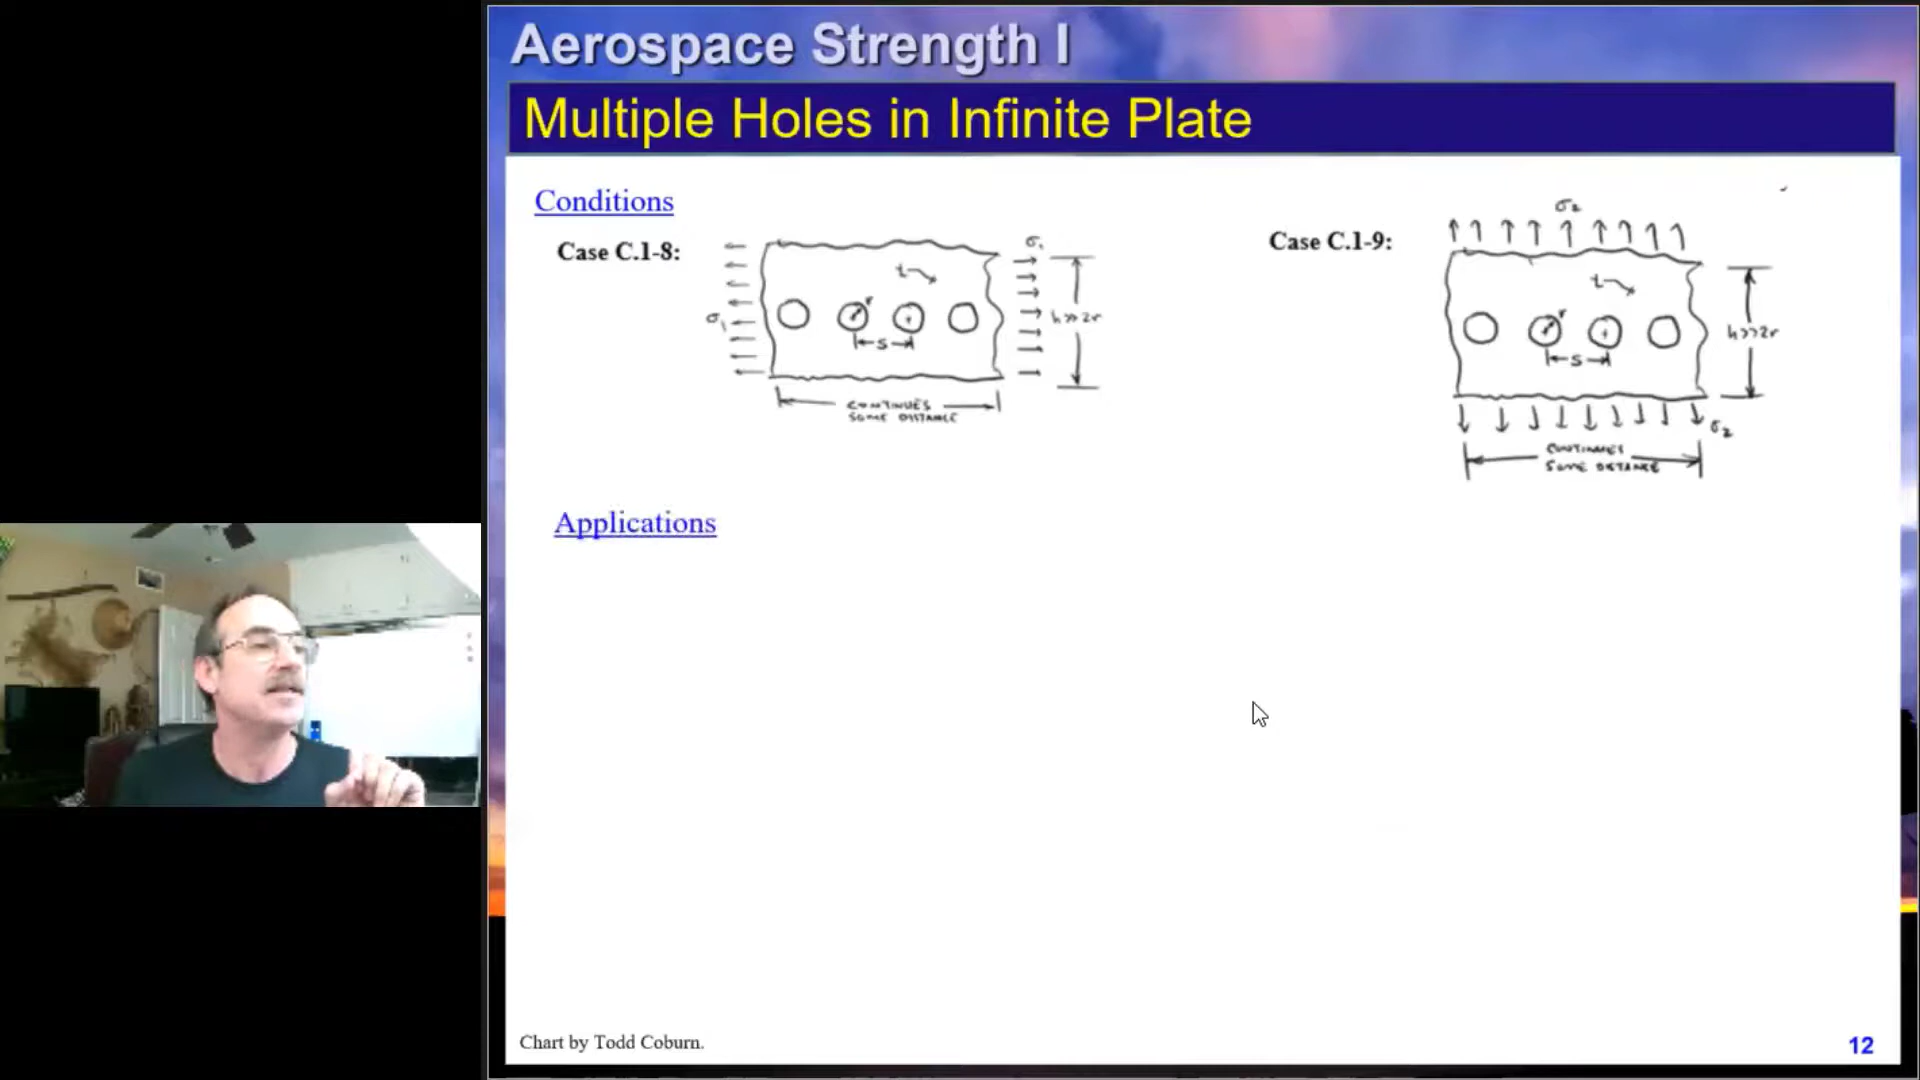 Aerospace Strength I
Multiple Holes in Infinite Plate
Conditions
Case C.1-8:
σ₁
t
r
σ₁
h>>2r
s
CONTINUES
SOME DISTANCE
Case C.1-9:
σ₂
t
r
h>>2r
s
σ₂
CONTINUES
SOME DISTANCE
Applications
Chart by Todd Coburn.
12